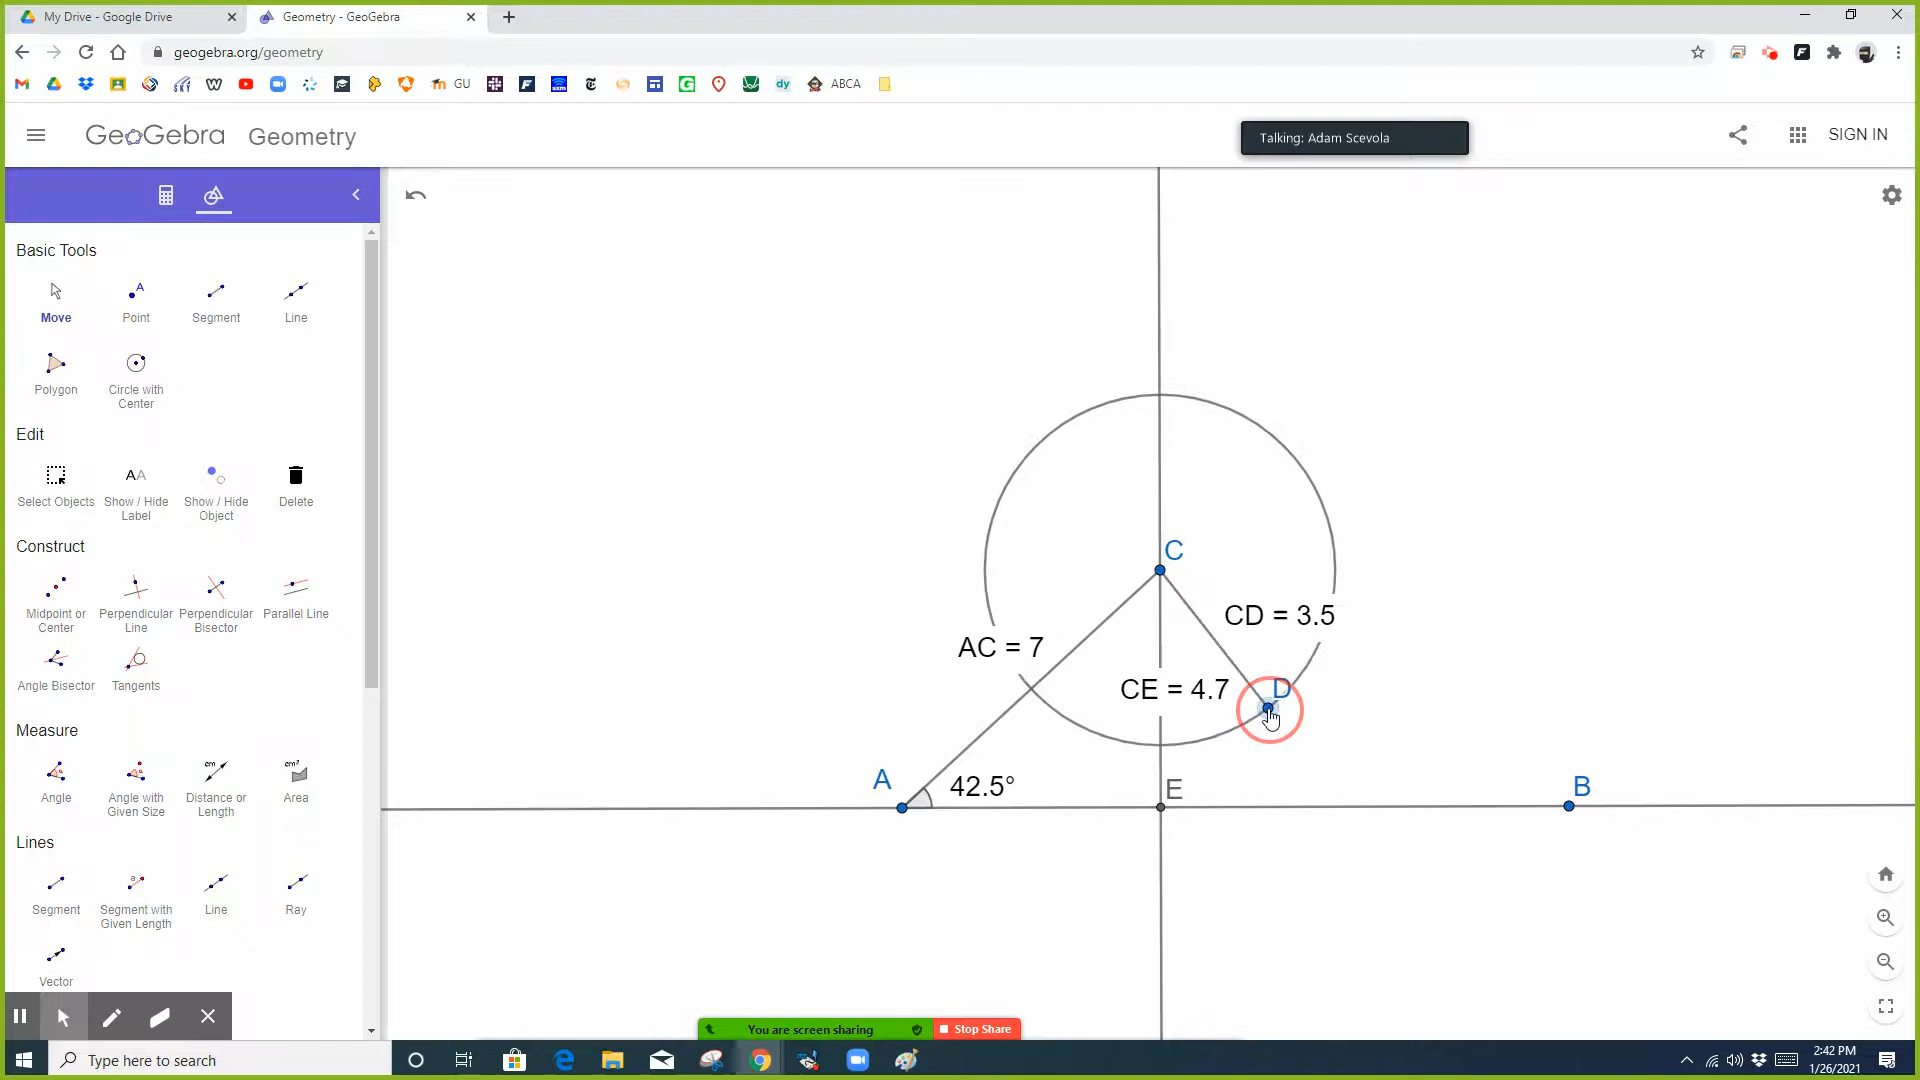 My Drive - Google Drive
Geometry - GeoGebra
geogebra.org/geometry
GU
dy
ABCA
GeoGebra Geometry
Talking: Adam Scevola
SIGN IN
Basic Tools
Move
Point
Segment
Line
Polygon
Circle with
Center
Edit
Select Objects
Show / Hide
Label
Show / Hide
Object
Delete
Construct
Midpoint or
Center
Perpendicular
Line
Perpendicular
Bisector
Parallel Line
Angle Bisector
Tangents
Measure
Angle
Angle with
Given Size
cm
Distance or
Length
cm²
Area
Lines
Segment
Segment with
Given Length
Line
Ray
Vector
C
CD = 3.5
AC = 7
CE = 4.7
D
A
42.5°
E
B
You are screen sharing
Stop Share
Type here to search
2:42 PM
1/26/2021